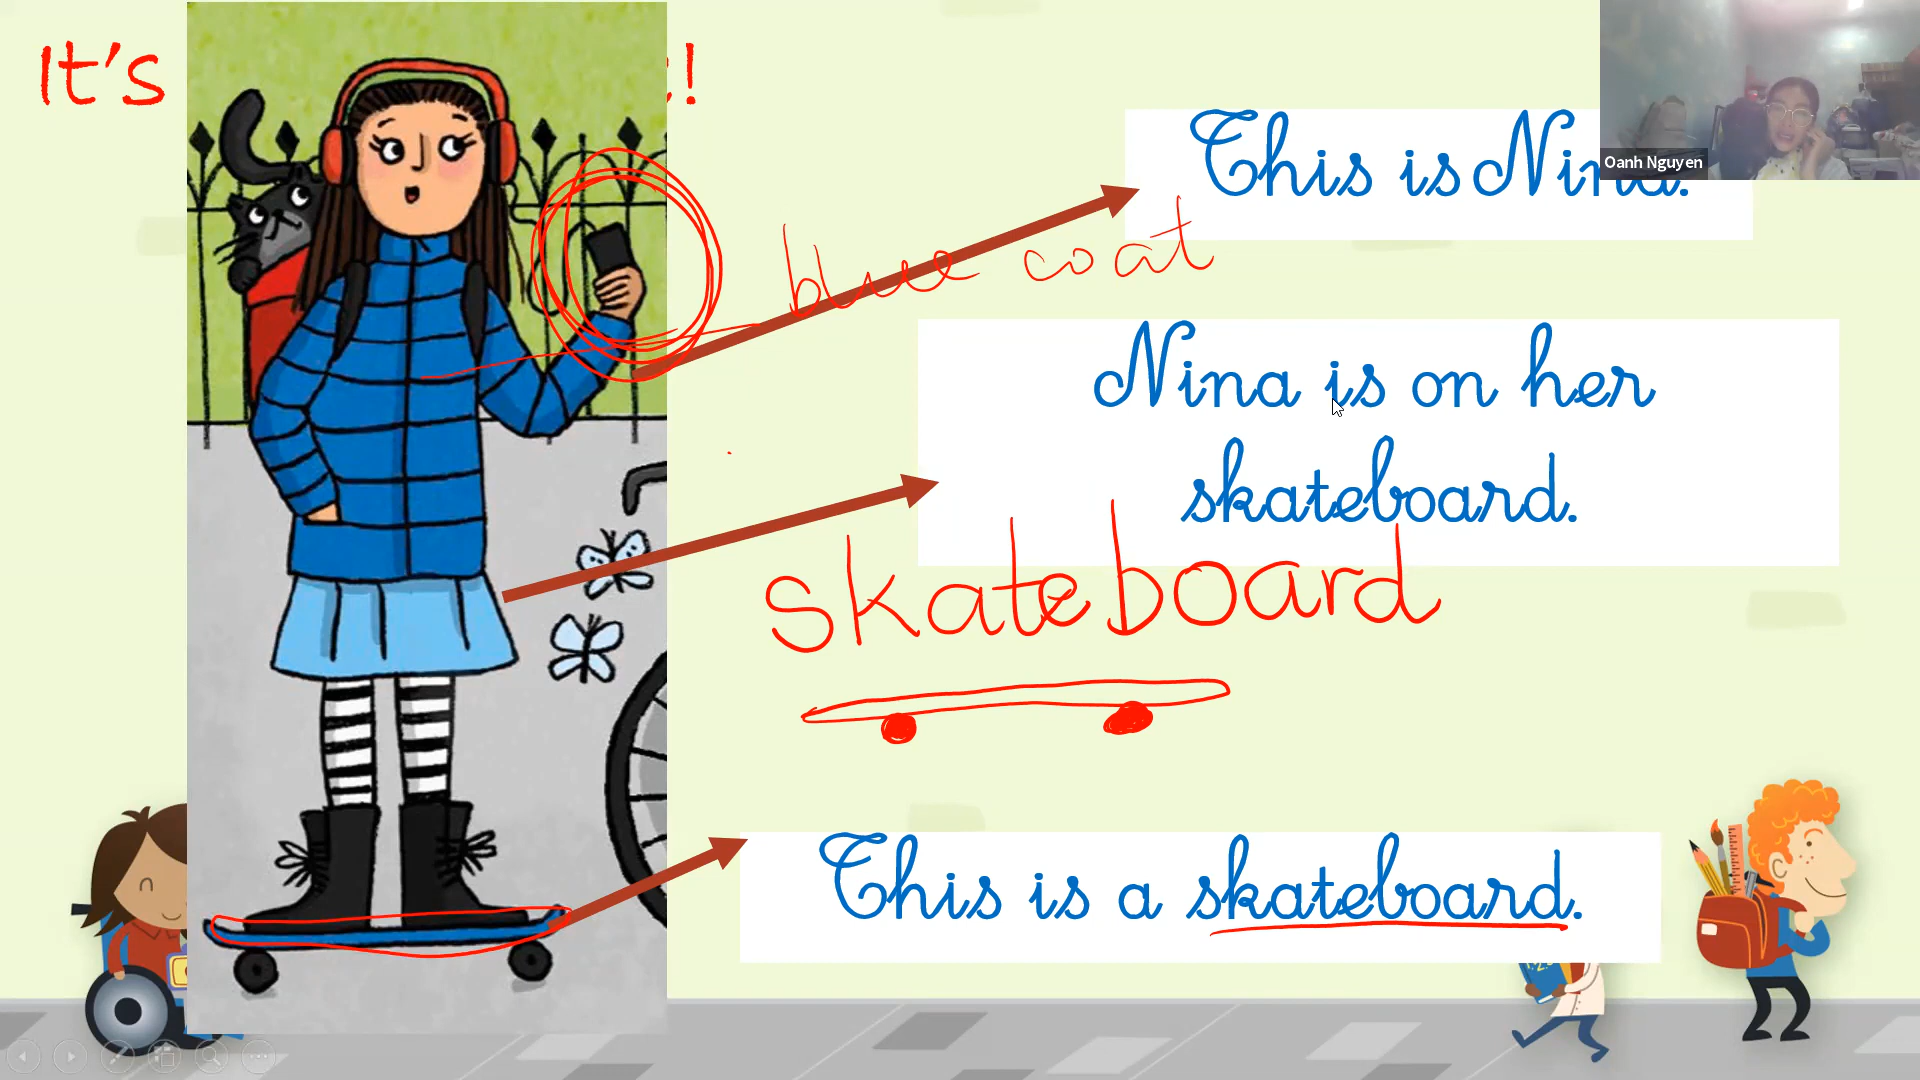 It's !
Oanh Nguyen
This is Nina.
blue coat
Nina is on her
skateboard.
skateboard
This is a skateboard.